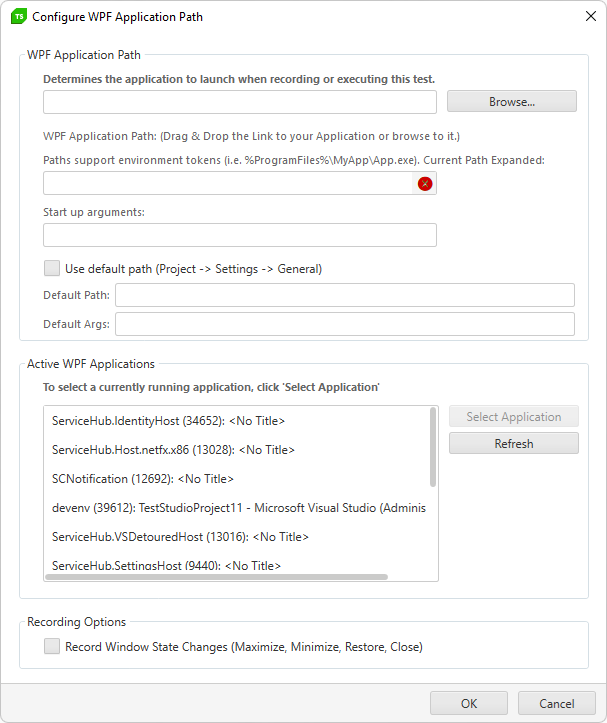 TS Configure WPF Application Path
WPF Application Path
Determines the application to launch when recording or executing this test.
Browse...
WPF Application Path: (Drag & Drop the Link to your Application or browse to it.)
Paths support environment tokens (i.e. %ProgramFiles%\MyApp\App.exe). Current Path Expanded:
Start up arguments:
Use default path (Project -> Settings -> General)
Default Path:
Default Args:
Active WPF Applications
To select a currently running application, click 'Select Application'
ServiceHub.IdentityHost (34652): <No Title>
Select Application
ServiceHub.Host.netfx.x86 (13028): <No Title>
Refresh
SCNotification (12692): <No Title>
devenv (39612): TestStudioProject11 - Microsoft Visual Studio (Adminis
ServiceHub.VSDetouredHost (13016): <No Title>
ServiceHub.SettingsHost (9440): <No Title>
Recording Options
Record Window State Changes (Maximize, Minimize, Restore, Close)
OK
Cancel